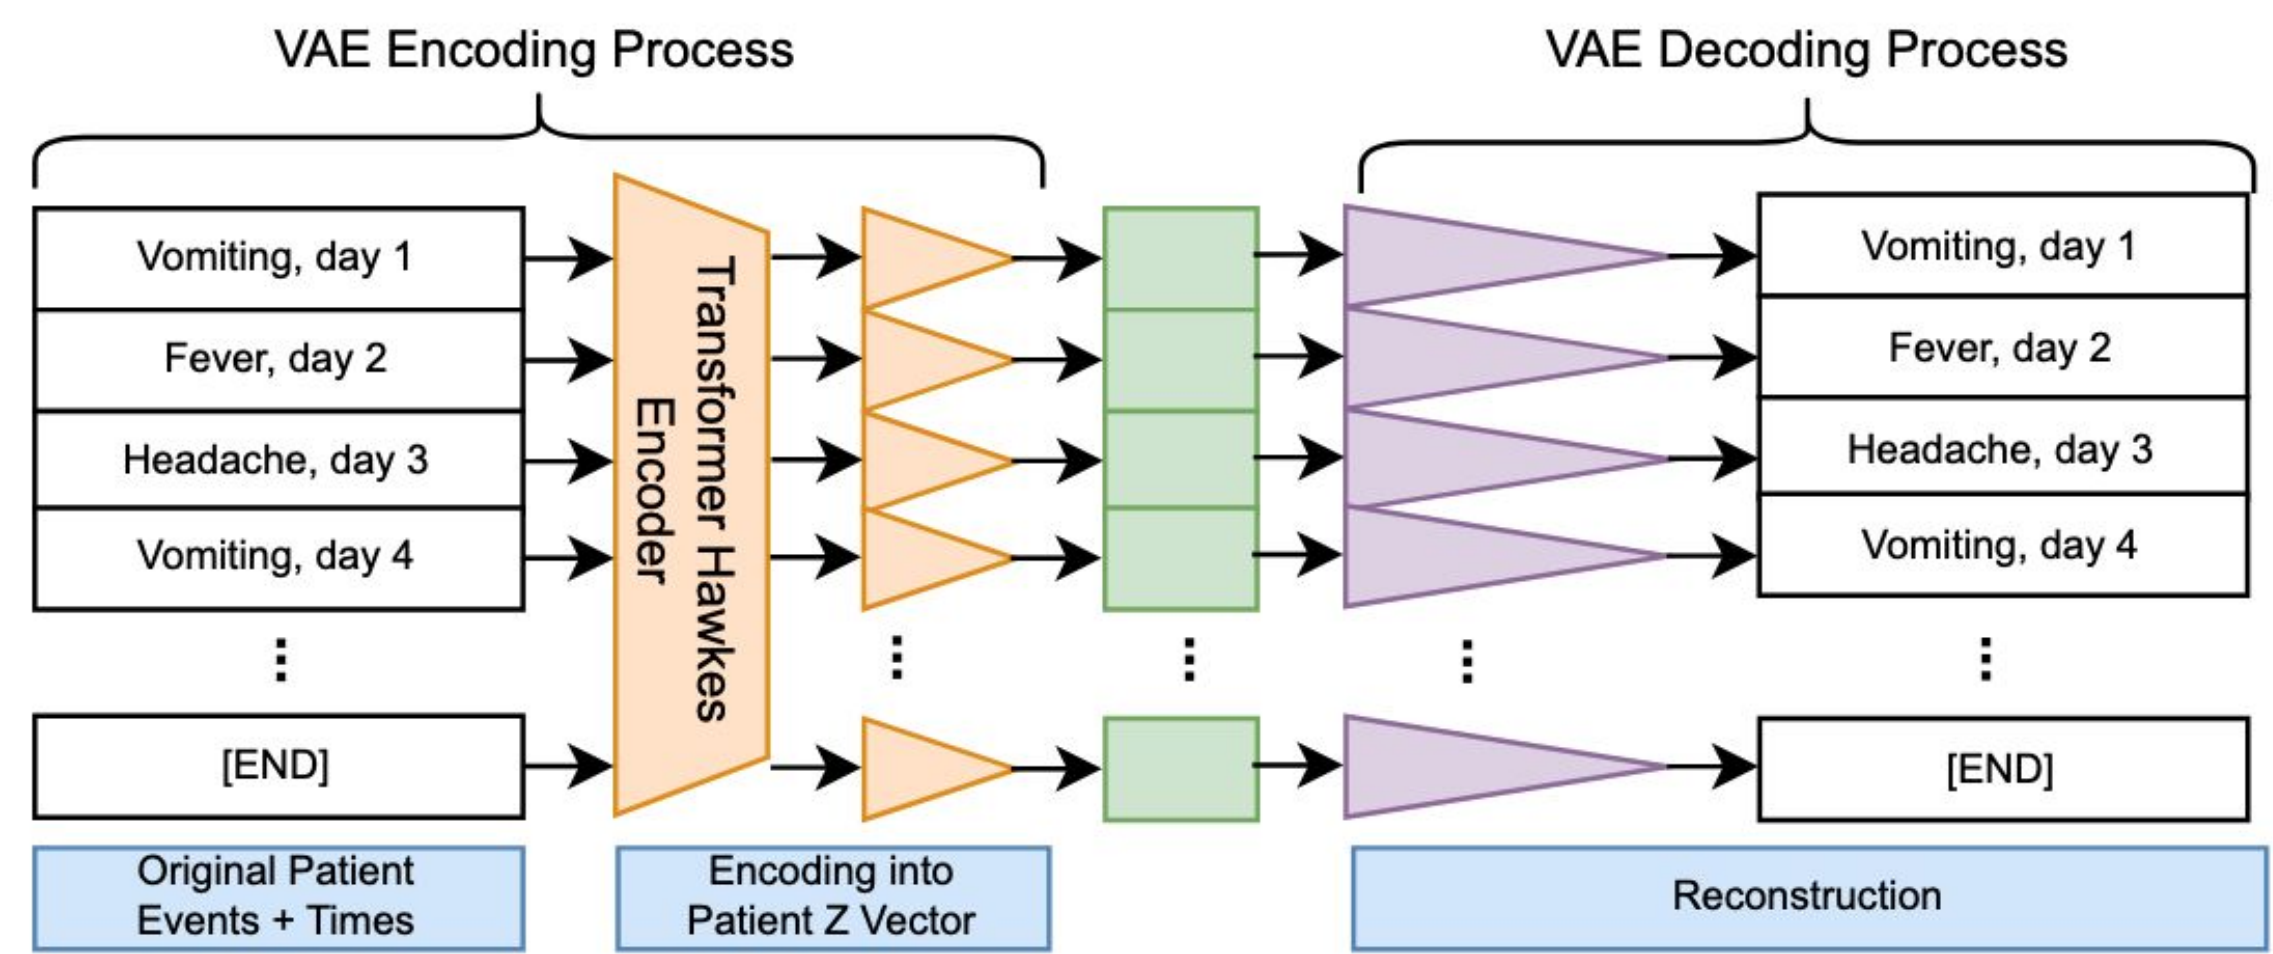 VAE Encoding Process
VAE Decoding Process
Vomiting, day 1
Fever, day 2
Headache, day 3
Vomiting, day 4
[END]
Transformer Hawkes
Encoder
Vomiting, day 1
Fever, day 2
Headache, day 3
Vomiting, day 4
[END]
Original Patient
Events + Times
Encoding into
Patient Z Vector
Reconstruction